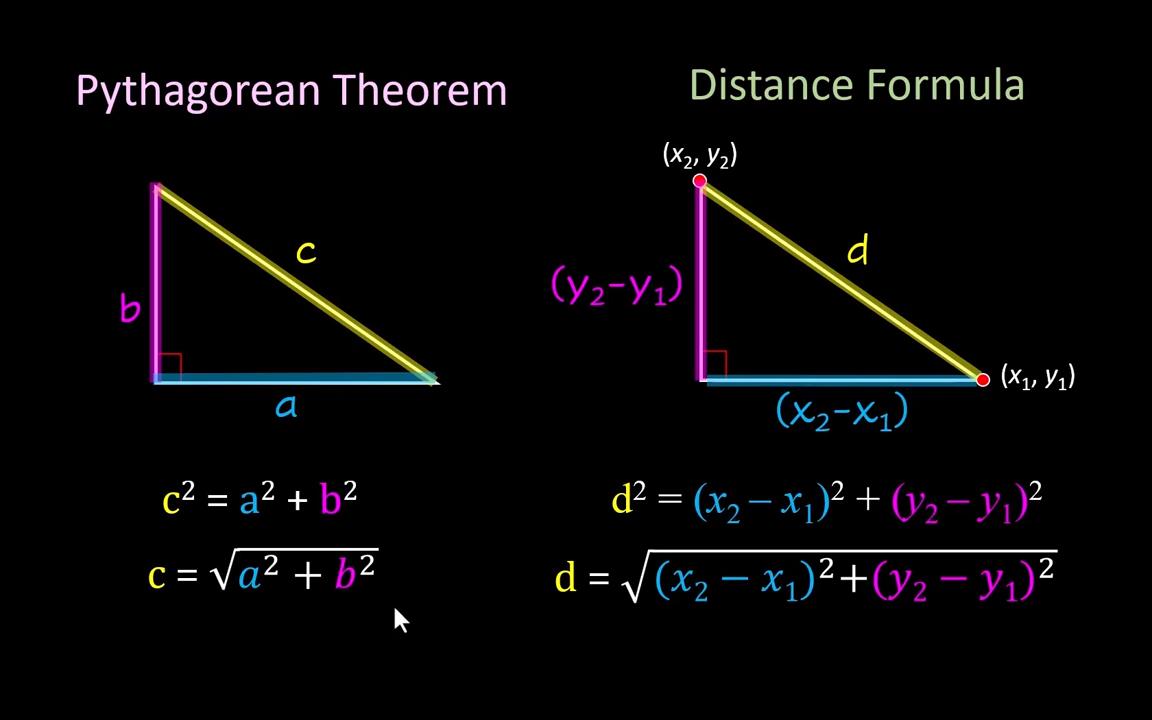 Pythagorean Theorem
c
b
a
c² = a² + b²
c = √(a² + b²)
Distance Formula
(x₂, y₂)
d
(y₂-y₁)
(x₁, y₁)
(x₂-x₁)
d² = (x₂ − x₁)² + (y₂ − y₁)²
d = √((x₂ − x₁)²+(y₂ − y₁)²)